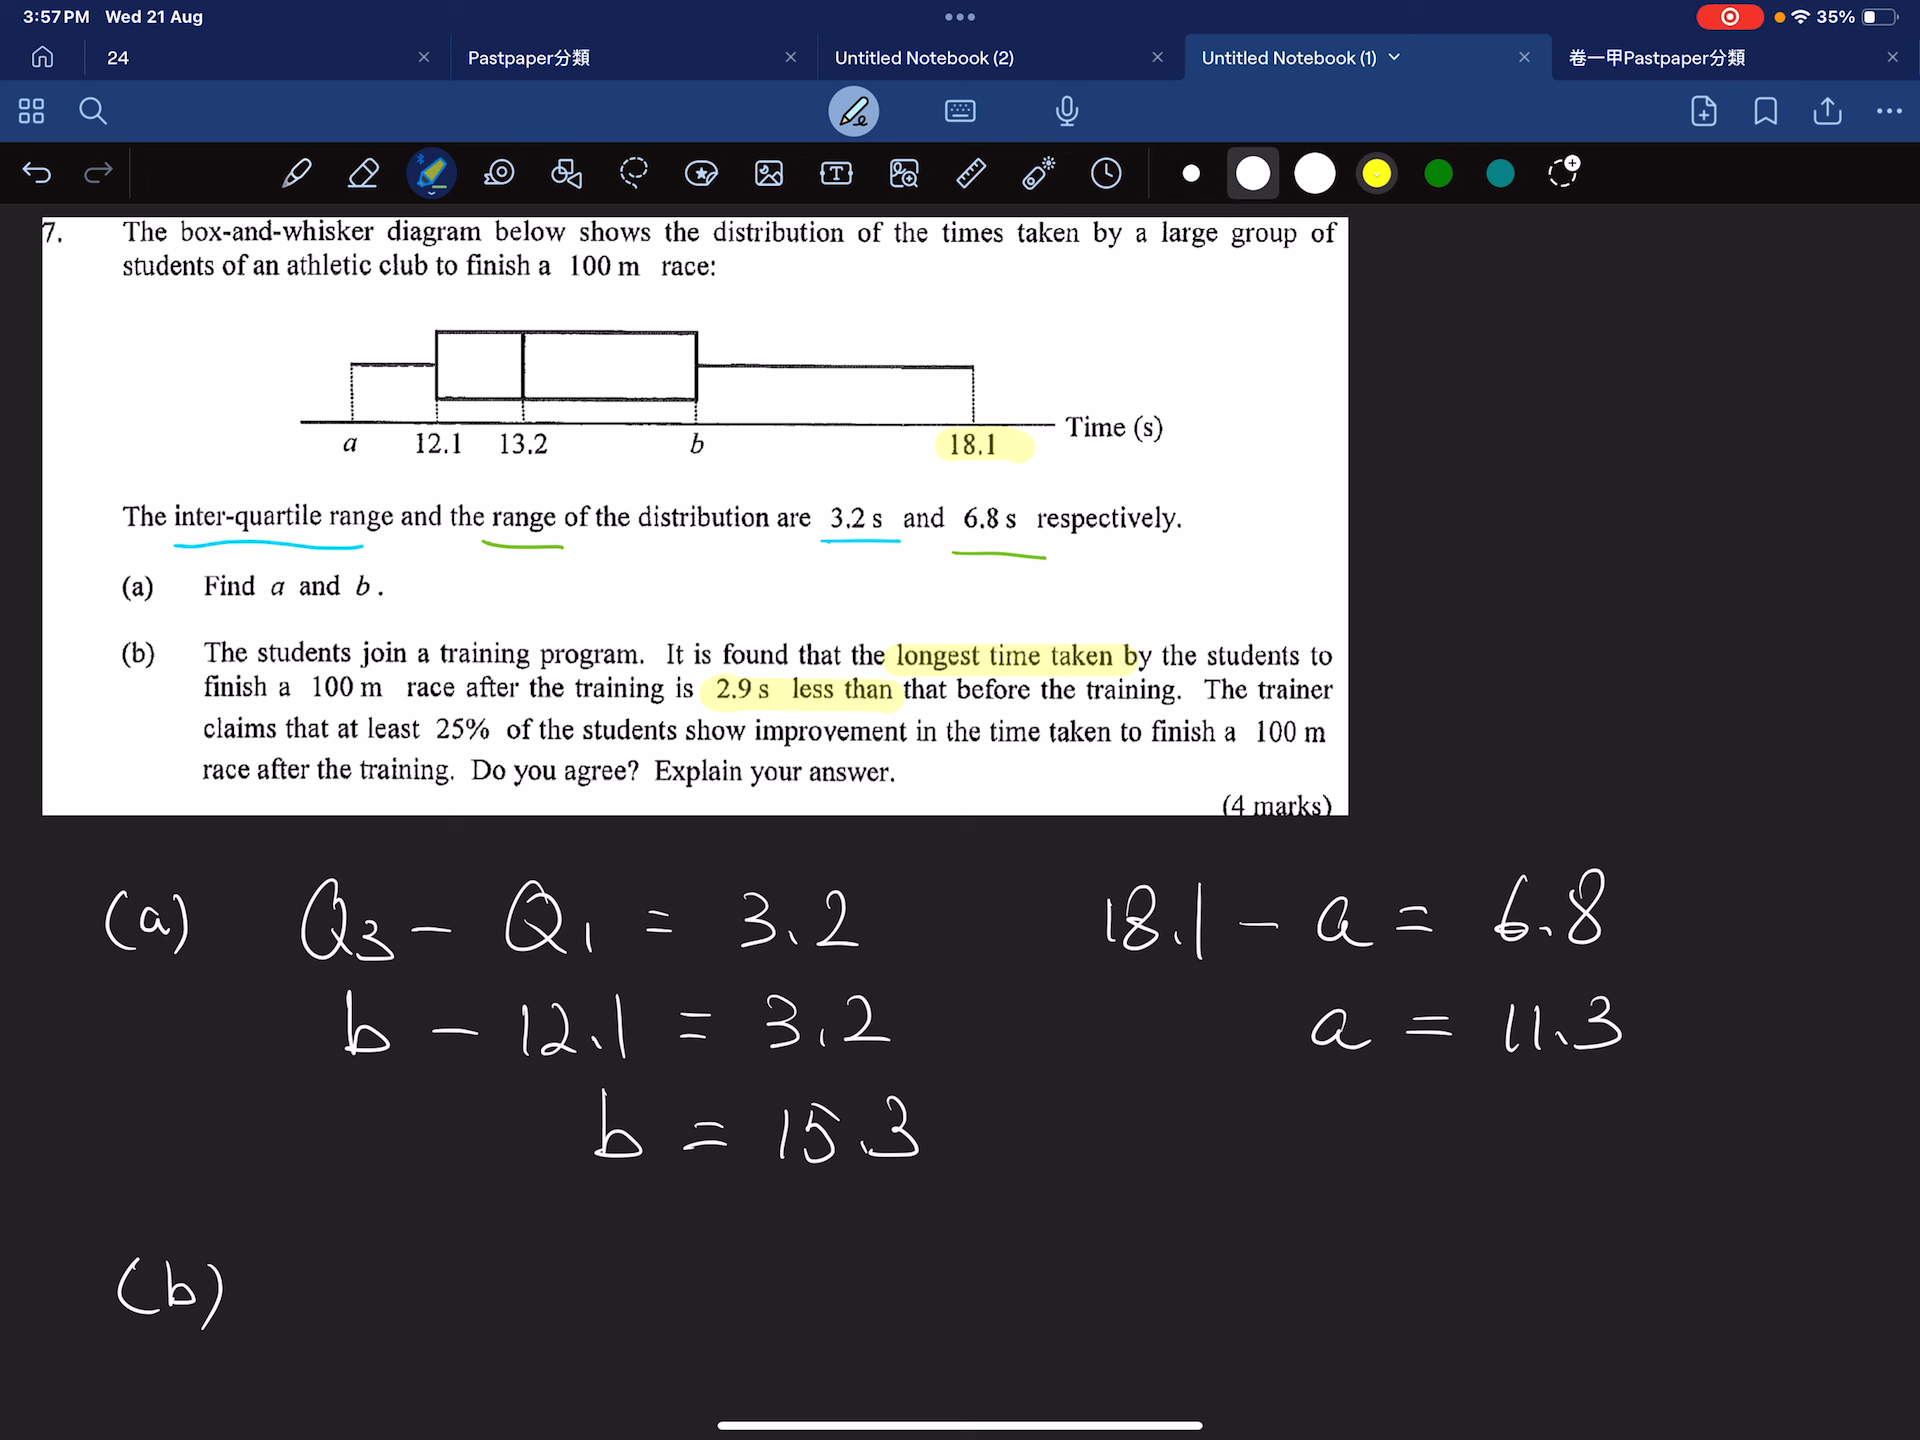 3:57 PM Wed 21 Aug
35%
24
Pastpaper分類
Untitled Notebook (2)
Untitled Notebook (1)
卷一甲Pastpaper分類
7. The box-and-whisker diagram below shows the distribution of the times taken by a large group of
students of an athletic club to finish a 100 m race:
Time (s)
a 12.1 13.2 b 18.1
The inter-quartile range and the range of the distribution are 3.2 s and 6.8 s respectively.
(a) Find a and b .
(b) The students join a training program. It is found that the longest time taken by the students to
finish a 100 m race after the training is 2.9 s less than that before the training. The trainer
claims that at least 25% of the students show improvement in the time taken to finish a 100 m
race after the training. Do you agree? Explain your answer.
(4 marks)
(a) Q3 - Q1 = 3.2 18.1 - a = 6.8
b - 12.1 = 3.2 a = 11.3
b = 15.3
(b)